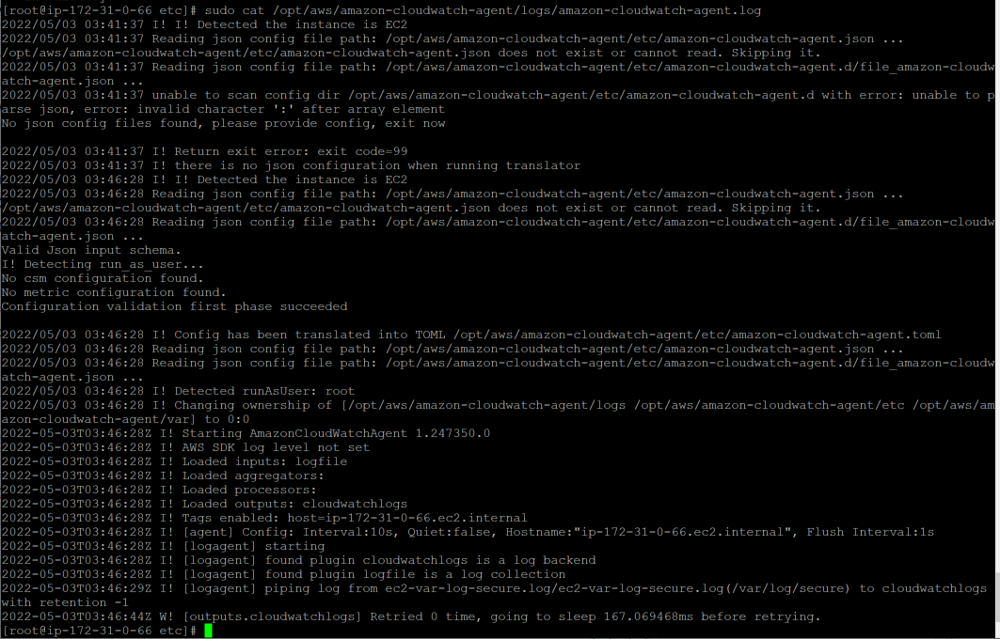 [root@ip-172-31-0-66 etc]# sudo cat /opt/aws/amazon-cloudwatch-agent/logs/amazon-cloudwatch-agent.log
2022/05/03 03:41:37 I! I! Detected the instance is EC2
2022/05/03 03:41:37 Reading json config file path: /opt/aws/amazon-cloudwatch-agent/etc/amazon-cloudwatch-agent.json ...
/opt/aws/amazon-cloudwatch-agent/etc/amazon-cloudwatch-agent.json does not exist or cannot read. Skipping it.
2022/05/03 03:41:37 Reading json config file path: /opt/aws/amazon-cloudwatch-agent/etc/amazon-cloudwatch-agent.d/file_amazon-cloudw
atch-agent.json ...
2022/05/03 03:41:37 unable to scan config dir /opt/aws/amazon-cloudwatch-agent/etc/amazon-cloudwatch-agent.d with error: unable to p
arse json, error: invalid character ':' after array element
No json config files found, please provide config, exit now
2022/05/03 03:41:37 I! Return exit error: exit code=99
2022/05/03 03:41:37 I! there is no json configuration when running translator
2022/05/03 03:46:28 I! I! Detected the instance is EC2
2022/05/03 03:46:28 Reading json config file path: /opt/aws/amazon-cloudwatch-agent/etc/amazon-cloudwatch-agent.json ...
/opt/aws/amazon-cloudwatch-agent/etc/amazon-cloudwatch-agent.json does not exist or cannot read. Skipping it.
2022/05/03 03:46:28 Reading json config file path: /opt/aws/amazon-cloudwatch-agent/etc/amazon-cloudwatch-agent.d/file_amazon-cloudw
atch-agent.json ...
Valid Json input schema.
I! Detecting run_as_user...
No csm configuration found.
No metric configuration found.
Configuration validation first phase succeeded
2022/05/03 03:46:28 I! Config has been translated into TOML /opt/aws/amazon-cloudwatch-agent/etc/amazon-cloudwatch-agent.toml
2022/05/03 03:46:28 Reading json config file path: /opt/aws/amazon-cloudwatch-agent/etc/amazon-cloudwatch-agent.json ...
2022/05/03 03:46:28 Reading json config file path: /opt/aws/amazon-cloudwatch-agent/etc/amazon-cloudwatch-agent.d/file_amazon-cloudw
atch-agent.json ...
2022/05/03 03:46:28 I! Detected runAsUser: root
2022/05/03 03:46:28 I! Changing ownership of [/opt/aws/amazon-cloudwatch-agent/logs /opt/aws/amazon-cloudwatch-agent/etc /opt/aws/am
azon-cloudwatch-agent/var] to 0:0
2022-05-03T03:46:28Z I! Starting AmazonCloudWatchAgent 1.247350.0
2022-05-03T03:46:28Z I! AWS SDK log level not set
2022-05-03T03:46:28Z I! Loaded inputs: logfile
2022-05-03T03:46:28Z I! Loaded aggregators:
2022-05-03T03:46:28Z I! Loaded processors:
2022-05-03T03:46:28Z I! Loaded outputs: cloudwatchlogs
2022-05-03T03:46:28Z I! Tags enabled: host=ip-172-31-0-66.ec2.internal
2022-05-03T03:46:28Z I! [agent] Config: Interval:10s, Quiet:false, Hostname:"ip-172-31-0-66.ec2.internal", Flush Interval:1s
2022-05-03T03:46:28Z I! [logagent] starting
2022-05-03T03:46:28Z I! [logagent] found plugin cloudwatchlogs is a log backend
2022-05-03T03:46:28Z I! [logagent] found plugin logfile is a log collection
2022-05-03T03:46:29Z I! [logagent] piping log from ec2-var-log-secure.log/ec2-var-log-secure.log(/var/log/secure) to cloudwatchlogs
with retention -1
2022-05-03T03:46:44Z W! [outputs.cloudwatchlogs] Retried 0 time, going to sleep 167.069468ms before retrying.
[root@ip-172-31-0-66 etc]#